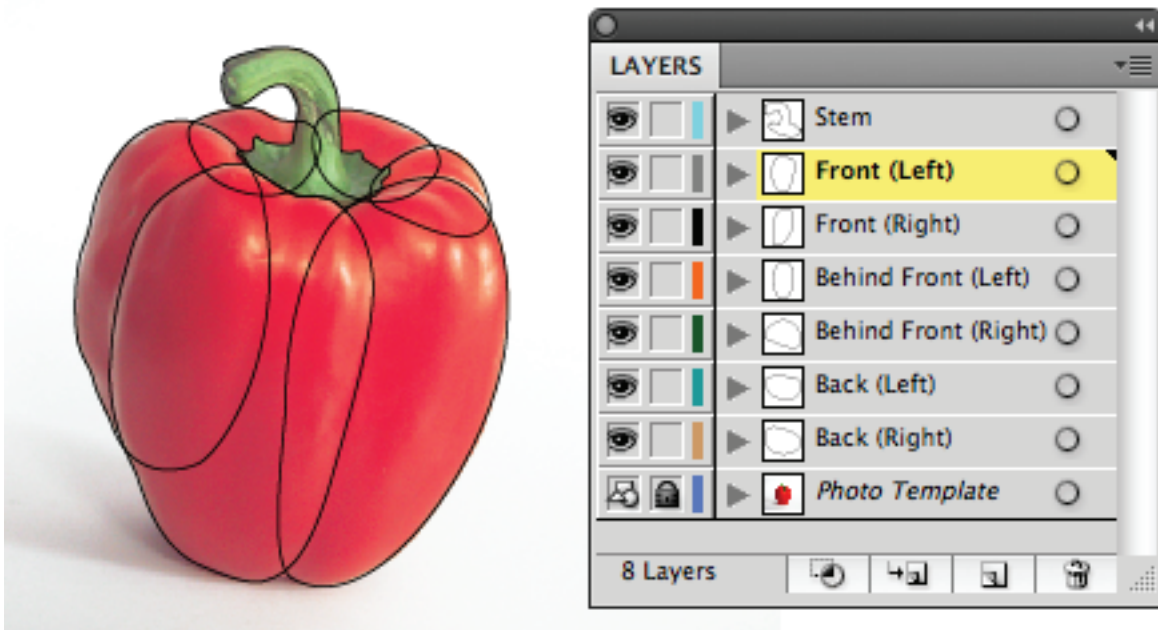 LAYERS
Stem
Front (Left)
Front (Right)
Behind Front (Left)
Behind Front (Right)
Back (Left)
Back (Right)
Photo Template
8 Layers